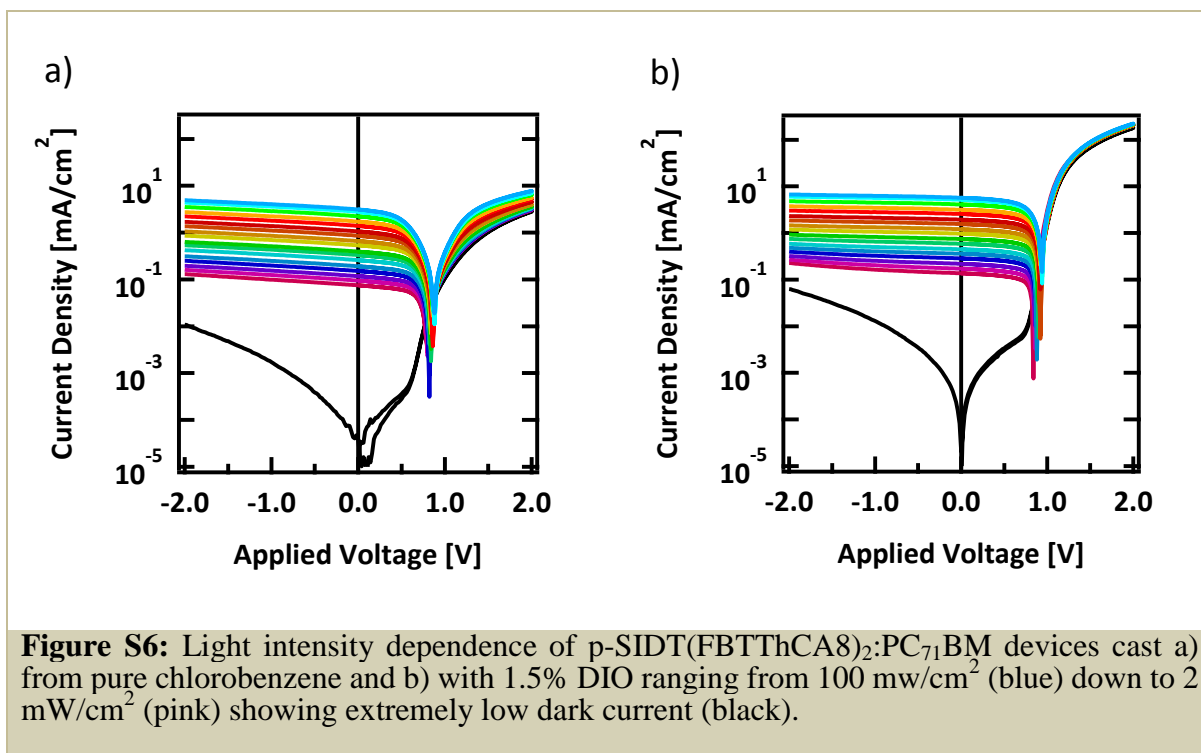 a)
Current Density [mA/cm²]
10¹
10⁻¹
10⁻³
10⁻⁵
-2.0 -1.0 0.0 1.0 2.0
Applied Voltage [V]
b)
Current Density [mA/cm²]
10¹
10⁻¹
10⁻³
10⁻⁵
-2.0 -1.0 0.0 1.0 2.0
Applied Voltage [V]
Figure S6: Light intensity dependence of p-SIDT(FBTThCA8)₂:PC₇₁BM devices cast a)
from pure chlorobenzene and b) with 1.5% DIO ranging from 100 mw/cm² (blue) down to 2
mW/cm² (pink) showing extremely low dark current (black).